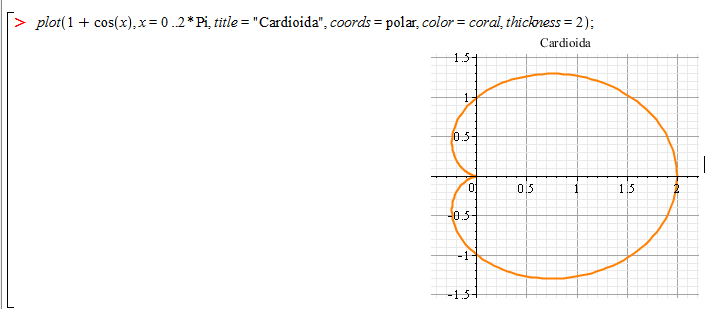 > plot(1 + cos(x), x = 0 ..2 * Pi, title = "Cardioida", coords = polar, color = coral, thickness = 2);
Cardioida
1.5
1
0.5
0 0.5 1 1.5 2
-0.5
-1
-1.5